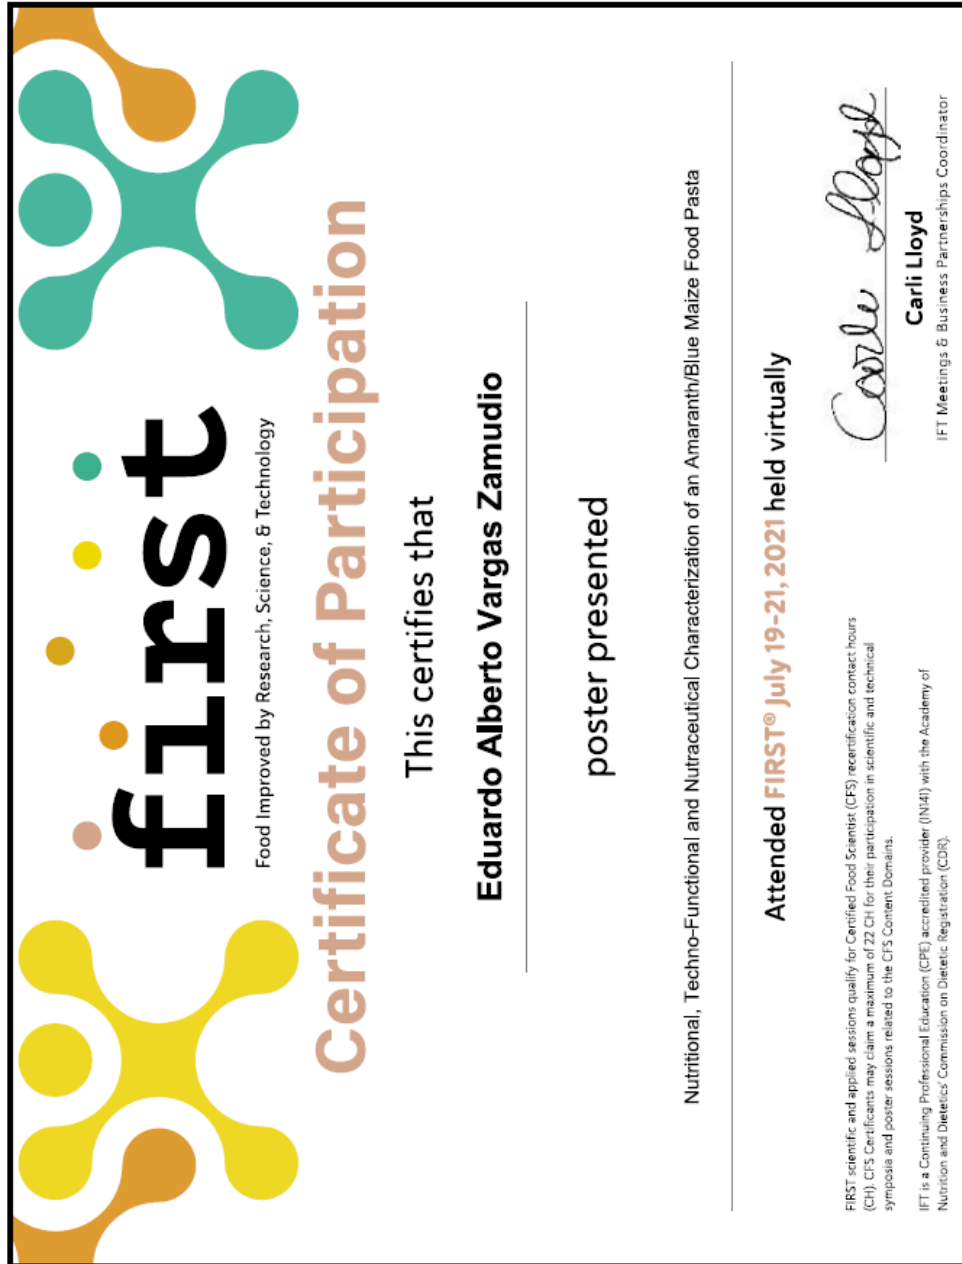 first
Food Improved by Research, Science, & Technology
Certificate of Participation
This certifies that
Eduardo Alberto Vargas Zamudio
poster presented
Nutritional, Techno-Functional and Nutraceutical Characterization of an Amaranth/Blue Maize Food Pasta
Attended FIRST® July 19-21, 2021 held virtually
FIRST scientific and applied sessions qualify for Certified Food Scientist (CFS) recertification contact hours
(CH). CFS Certificants may claim a maximum of 22 CH for their participation in scientific and technical
symposia and poster sessions related to the CFS Content Domains.
IFT is a Continuing Professional Education (CPE) accredited provider (IN141) with the Academy of
Nutrition and Dietetics' Commission on Dietetic Registration (CDR).
Carli Lloyd
Carli Lloyd
IFT Meetings & Business Partnerships Coordinator